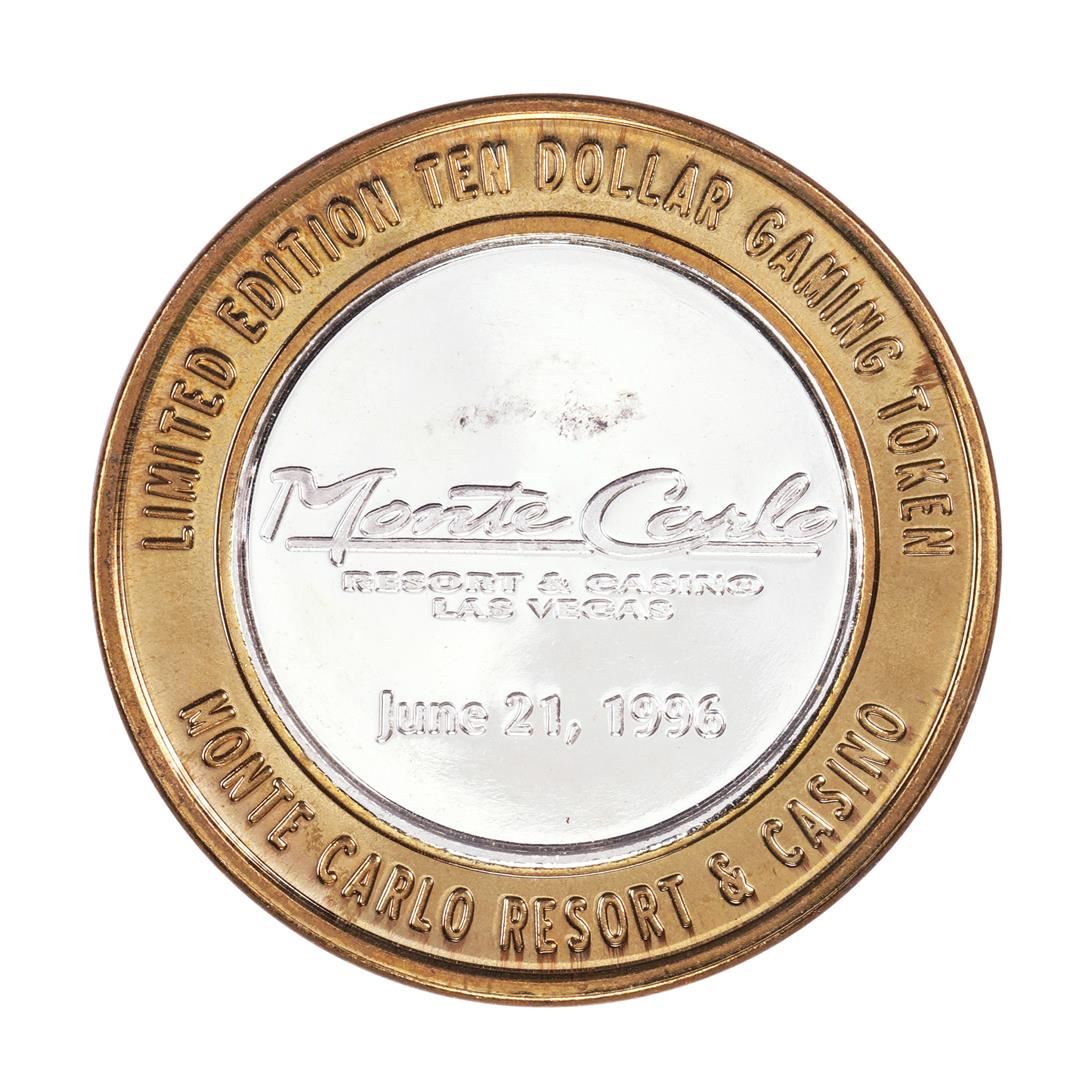 LIMITED EDITION TEN DOLLAR GAMING TOKEN
Monte Carlo
RESORT & CASINO
LAS VEGAS
June 21, 1996
MONTE CARLO RESORT & CASINO